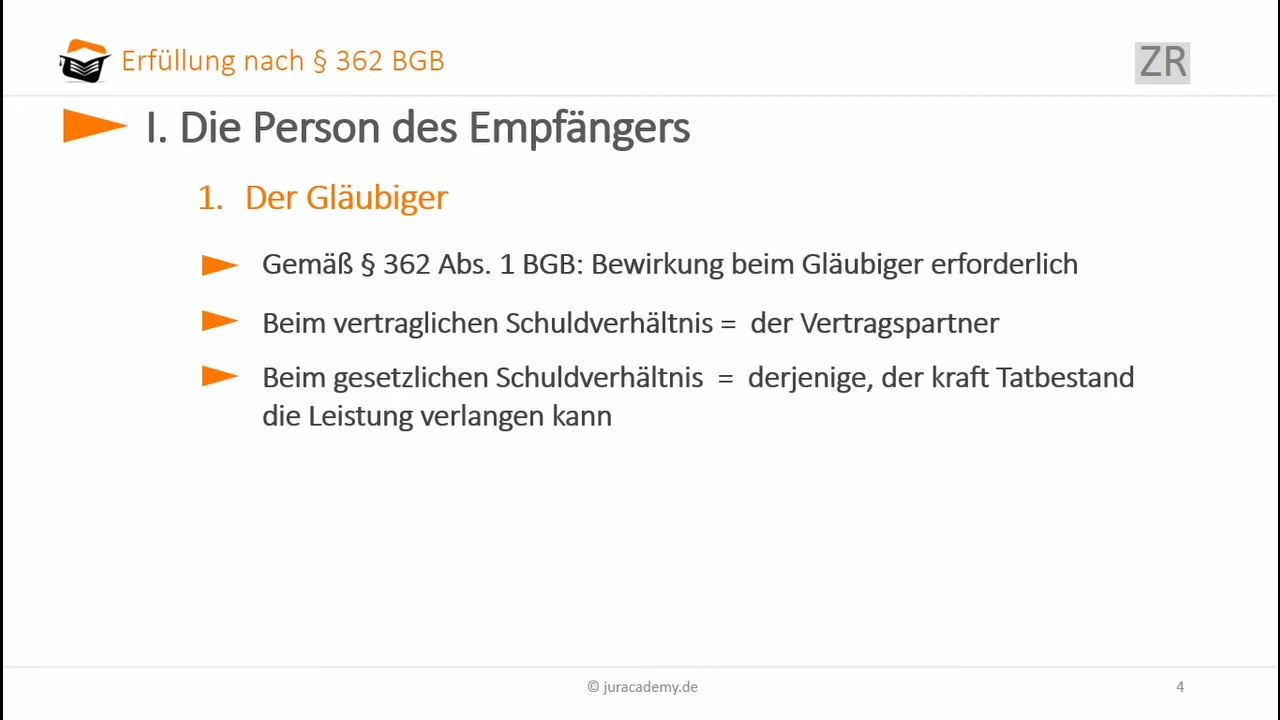 Erfüllung nach § 362 BGB
ZR
I. Die Person des Empfängers
1. Der Gläubiger
Gemäß § 362 Abs. 1 BGB: Bewirkung beim Gläubiger erforderlich
Beim vertraglichen Schuldverhältnis = der Vertragspartner
Beim gesetzlichen Schuldverhältnis = derjenige, der kraft Tatbestand
die Leistung verlangen kann
© juracademy.de
4